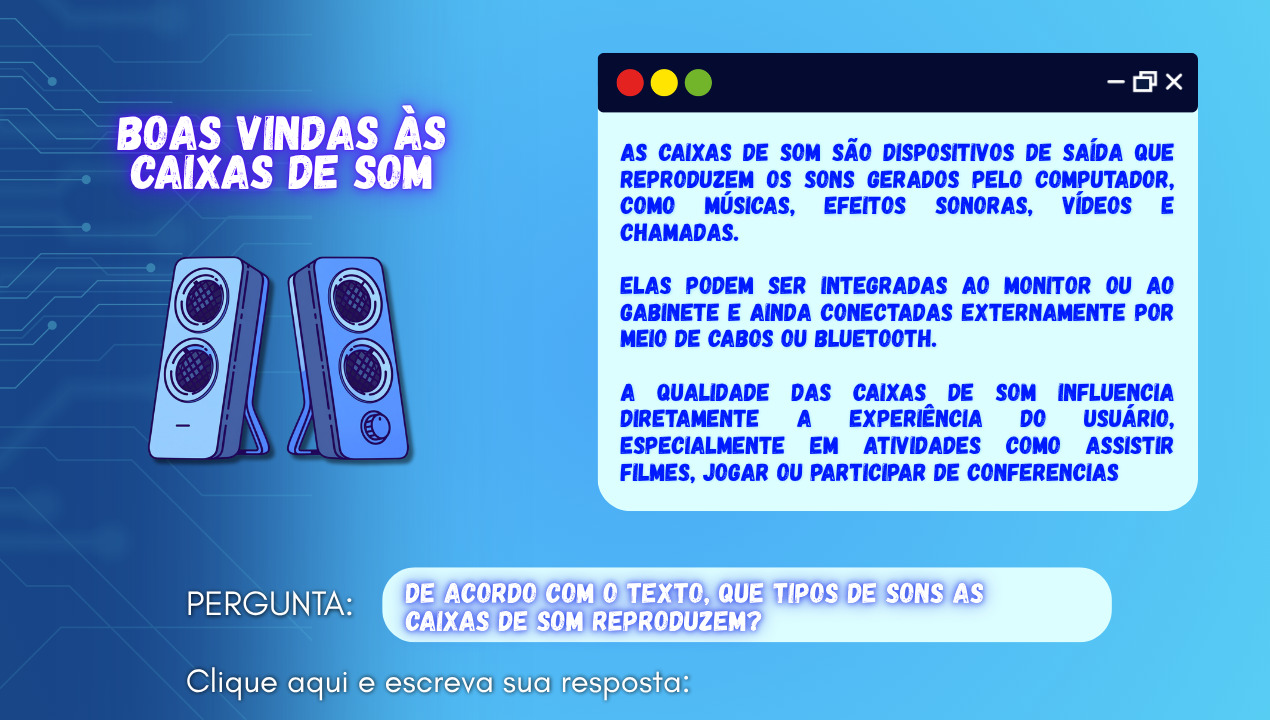 BOAS VINDAS ÀS
CAIXAS DE SOM
AS CAIXAS DE SOM SÃO DISPOSITIVOS DE SAÍDA QUE
REPRODUZEM OS SONS GERADOS PELO COMPUTADOR,
COMO MÚSICAS, EFEITOS SONORAS, VÍDEOS E
CHAMADAS.
ELAS PODEM SER INTEGRADAS AO MONITOR OU AO
GABINETE E AINDA CONECTADAS EXTERNAMENTE POR
MEIO DE CABOS OU BLUETOOTH.
A QUALIDADE DAS CAIXAS DE SOM INFLUENCIA
DIRETAMENTE A EXPERIÊNCIA DO USUÁRIO,
ESPECIALMENTE EM ATIVIDADES COMO ASSISTIR
FILMES, JOGAR OU PARTICIPAR DE CONFERENCIAS
PERGUNTA:
DE ACORDO COM O TEXTO, QUE TIPOS DE SONS AS
CAIXAS DE SOM REPRODUZEM?
Clique aqui e escreva sua resposta: